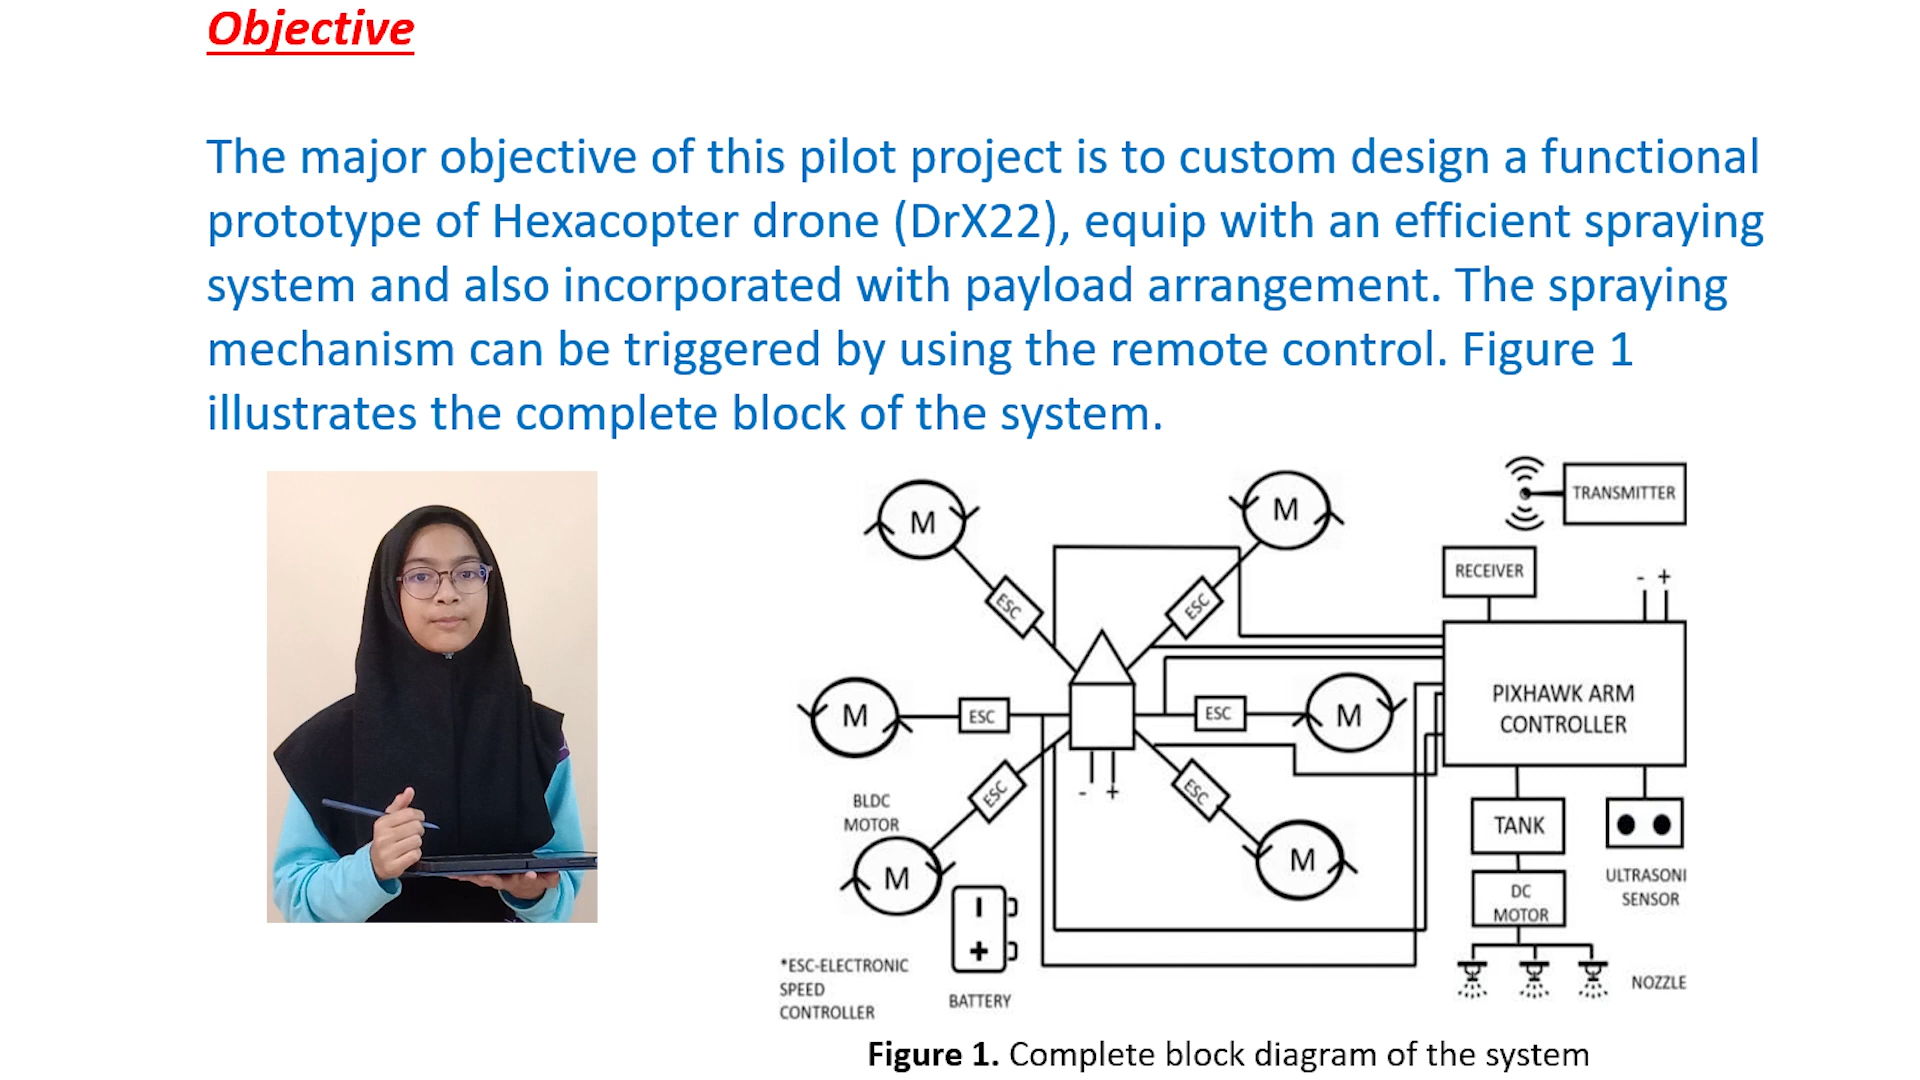 Objective
The major objective of this pilot project is to custom design a functional
prototype of Hexacopter drone (DrX22), equip with an efficient spraying
system and also incorporated with payload arrangement. The spraying
mechanism can be triggered by using the remote control. Figure 1
illustrates the complete block of the system.
M
M
TRANSMITTER
RECEIVER
- +
ESC
ESC
PIXHAWK ARM
CONTROLLER
M
ESC
ESC
M
- +
ESC
ESC
BLDC
MOTOR
M
M
TANK
ULTRASONI
SENSOR
DC
MOTOR
NOZZLE
*ESC-ELECTRONIC
SPEED
CONTROLLER
-
+
BATTERY
Figure 1. Complete block diagram of the system